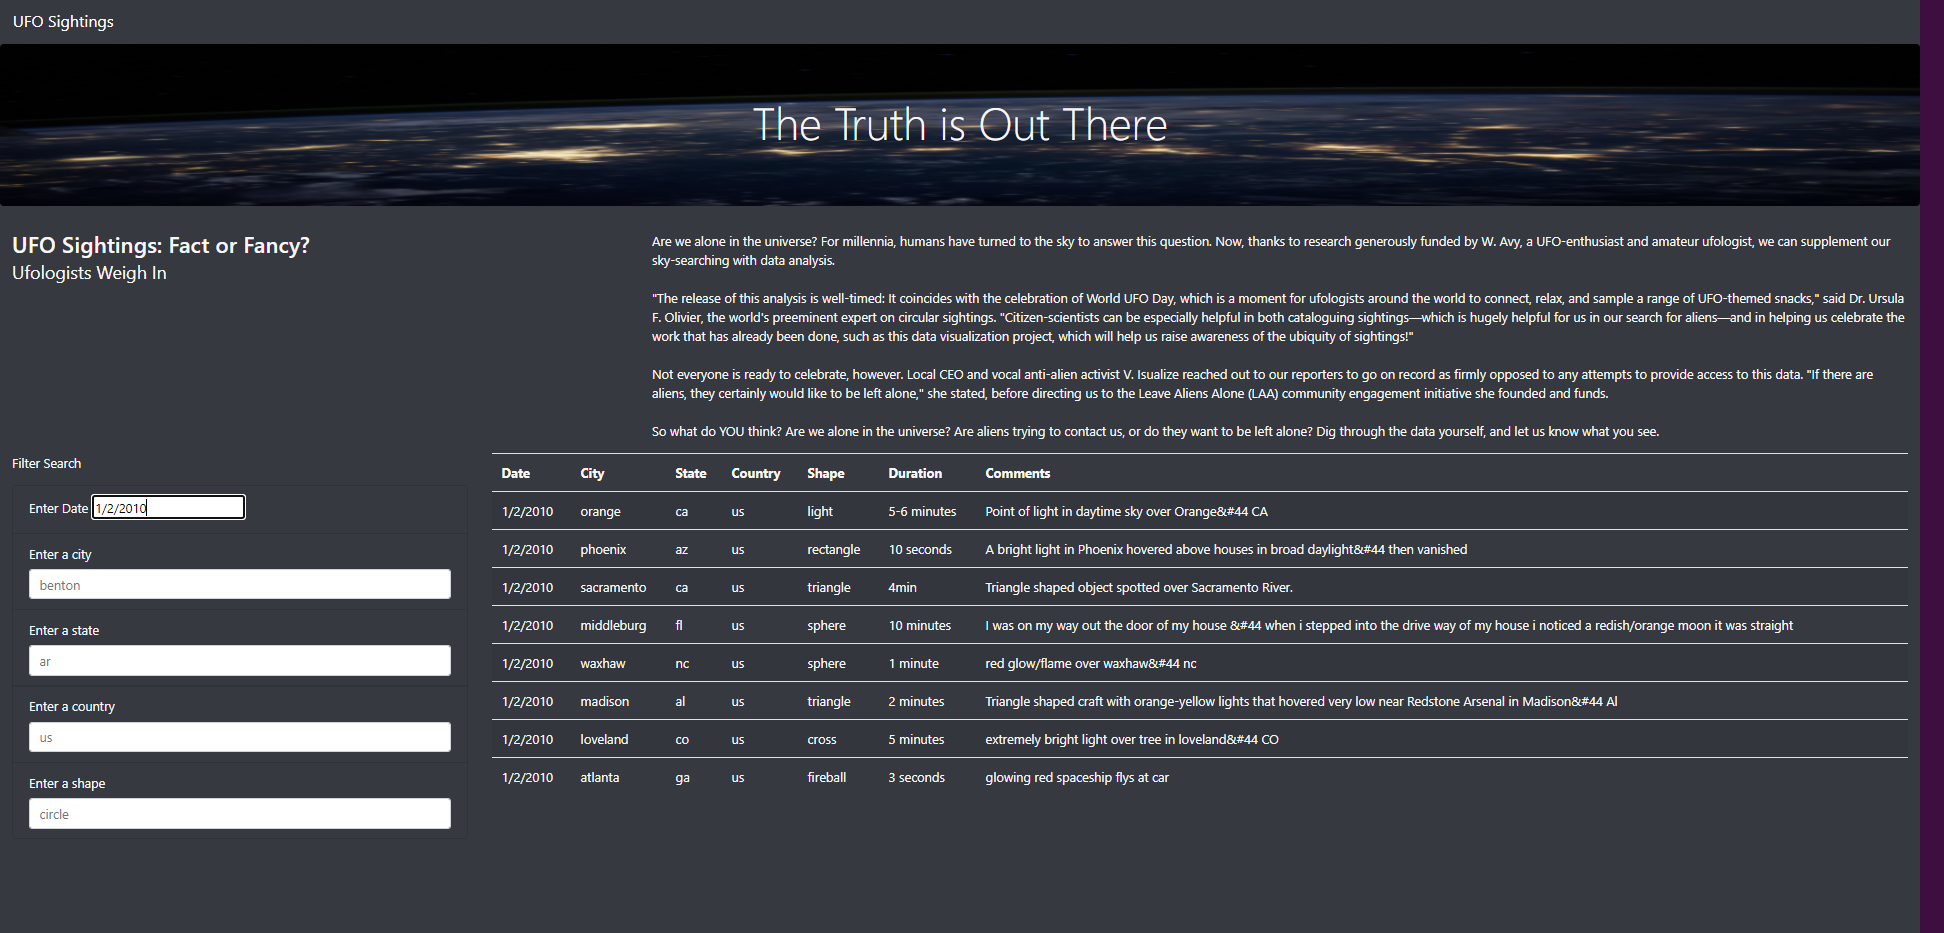 UFO Sightings
The Truth is Out There
UFO Sightings: Fact or Fancy?
Ufologists Weigh In
Are we alone in the universe? For millennia, humans have turned to the sky to answer this question. Now, thanks to research generously funded by W. Avy, a UFO-enthusiast and amateur ufologist, we can supplement our
sky-searching with data analysis.
"The release of this analysis is well-timed: It coincides with the celebration of World UFO Day, which is a moment for ufologists around the world to connect, relax, and sample a range of UFO-themed snacks," said Dr. Ursula
F. Olivier, the world's preeminent expert on circular sightings. "Citizen-scientists can be especially helpful in both cataloguing sightings—which is hugely helpful for us in our search for aliens—and in helping us celebrate the
work that has already been done, such as this data visualization project, which will help us raise awareness of the ubiquity of sightings!"
Not everyone is ready to celebrate, however. Local CEO and vocal anti-alien activist V. Isualize reached out to our reporters to go on record as firmly opposed to any attempts to provide access to this data. "If there are
aliens, they certainly would like to be left alone," she stated, before directing us to the Leave Aliens Alone (LAA) community engagement initiative she founded and funds.
So what do YOU think? Are we alone in the universe? Are aliens trying to contact us, or do they want to be left alone? Dig through the data yourself, and let us know what you see.
Filter Search
Enter Date 1/2/2010
Enter a city
benton
Enter a state
ar
Enter a country
us
Enter a shape
circle
Date City State Country Shape Duration Comments
1/2/2010 orange ca us light 5-6 minutes Point of light in daytime sky over Orange&#44 CA
1/2/2010 phoenix az us rectangle 10 seconds A bright light in Phoenix hovered above houses in broad daylight&#44 then vanished
1/2/2010 sacramento ca us triangle 4min Triangle shaped object spotted over Sacramento River.
1/2/2010 middleburg fl us sphere 10 minutes I was on my way out the door of my house &#44 when i stepped into the drive way of my house i noticed a redish/orange moon it was straight
1/2/2010 waxhaw nc us sphere 1 minute red glow/flame over waxhaw&#44 nc
1/2/2010 madison al us triangle 2 minutes Triangle shaped craft with orange-yellow lights that hovered very low near Redstone Arsenal in Madison&#44 Al
1/2/2010 loveland co us cross 5 minutes extremely bright light over tree in loveland&#44 CO
1/2/2010 atlanta ga us fireball 3 seconds glowing red spaceship flys at car